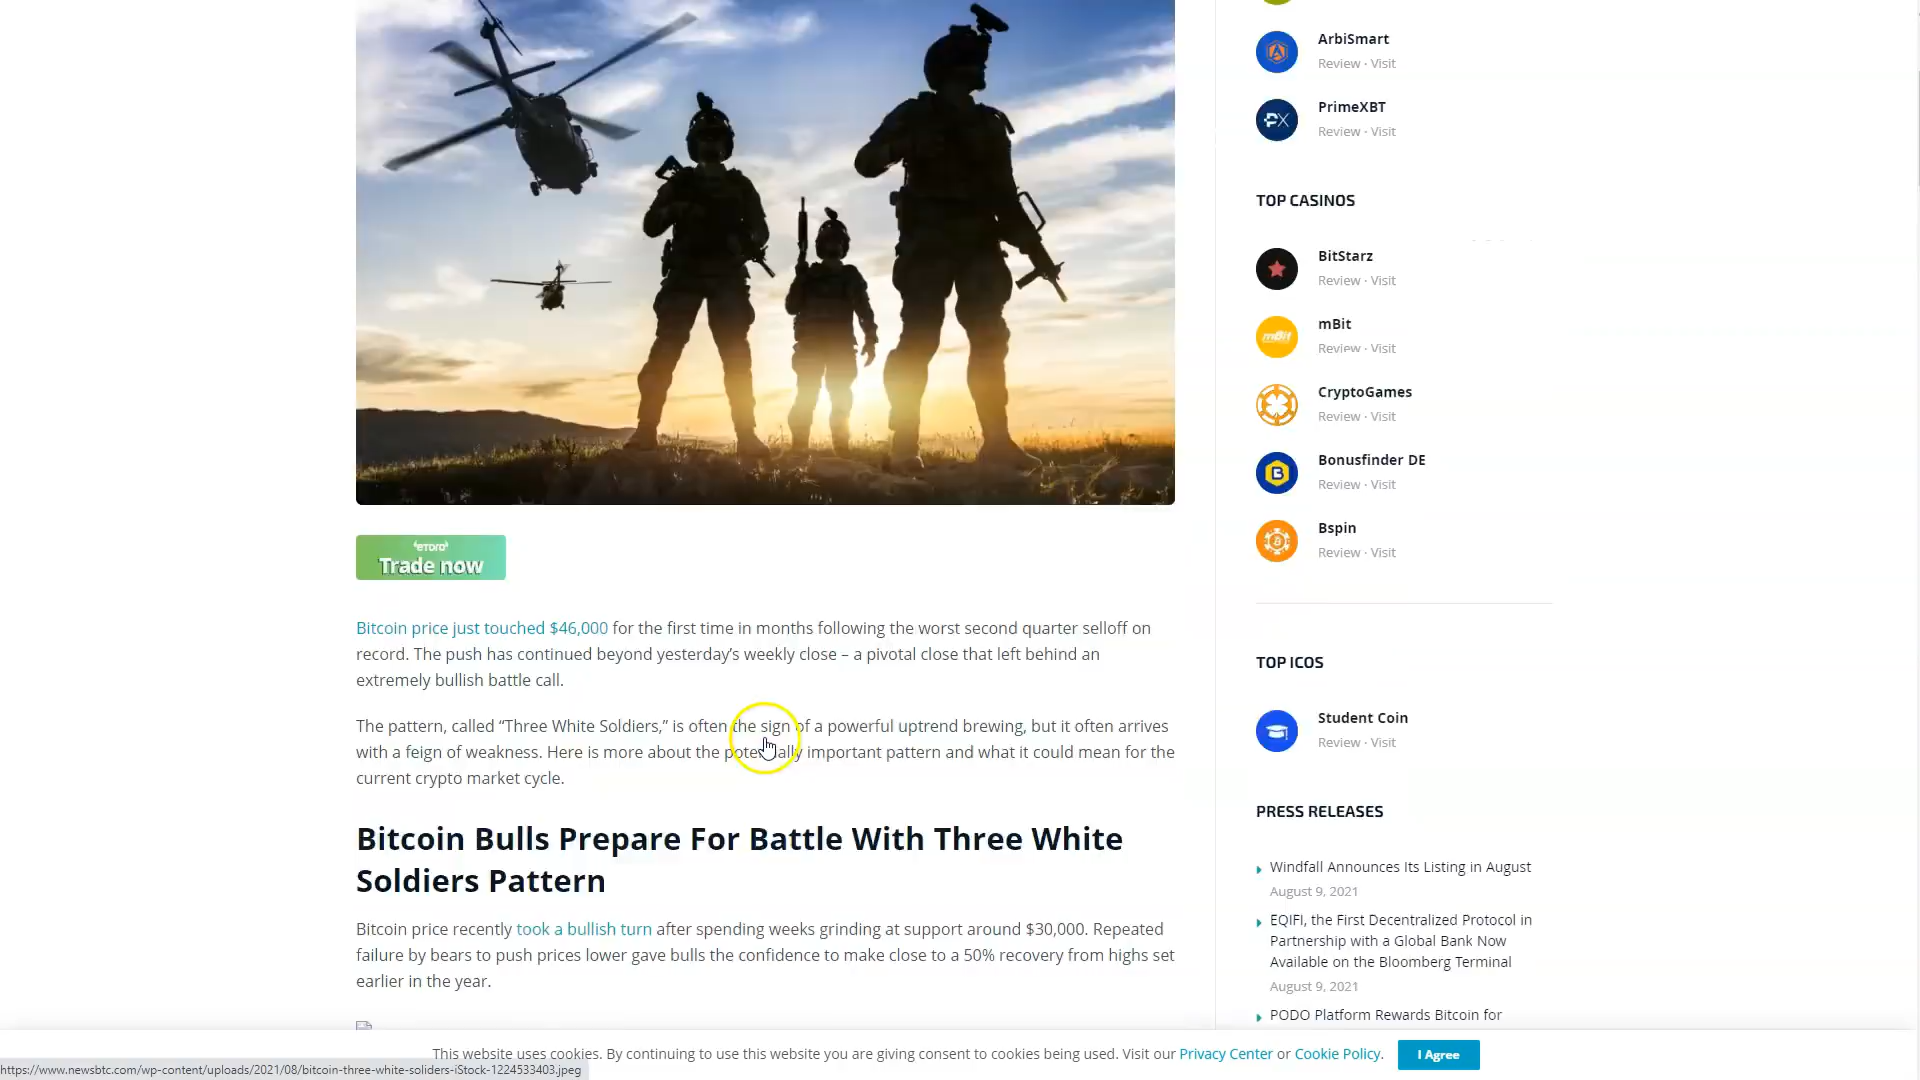 ArbiSmart
Review · Visit
PrimeXBT
Review · Visit
TOP CASINOS
BitStarz
Review · Visit
mBit
Review · Visit
CryptoGames
Review · Visit
Bonusfinder DE
Review · Visit
Bspin
Review · Visit
TOP ICOS
Student Coin
Review · Visit
PRESS RELEASES
Windfall Announces Its Listing in August
August 9, 2021
EQIFI, the First Decentralized Protocol in
Partnership with a Global Bank Now
Available on the Bloomberg Terminal
August 9, 2021
PODO Platform Rewards Bitcoin for
eToro
Trade now
Bitcoin price just touched $46,000 for the first time in months following the worst second quarter selloff on
record. The push has continued beyond yesterday’s weekly close – a pivotal close that left behind an
extremely bullish battle call.
The pattern, called “Three White Soldiers,” is often the sign of a powerful uptrend brewing, but it often arrives
with a feign of weakness. Here is more about the potentially important pattern and what it could mean for the
current crypto market cycle.
Bitcoin Bulls Prepare For Battle With Three White
Soldiers Pattern
Bitcoin price recently took a bullish turn after spending weeks grinding at support around $30,000. Repeated
failure by bears to push prices lower gave bulls the confidence to make close to a 50% recovery from highs set
earlier in the year.
This website uses cookies. By continuing to use this website you are giving consent to cookies being used. Visit our Privacy Center or Cookie Policy.
I Agree
https://www.newsbtc.com/wp-content/uploads/2021/08/bitcoin-three-white-soliders-iStock-1224533403.jpeg